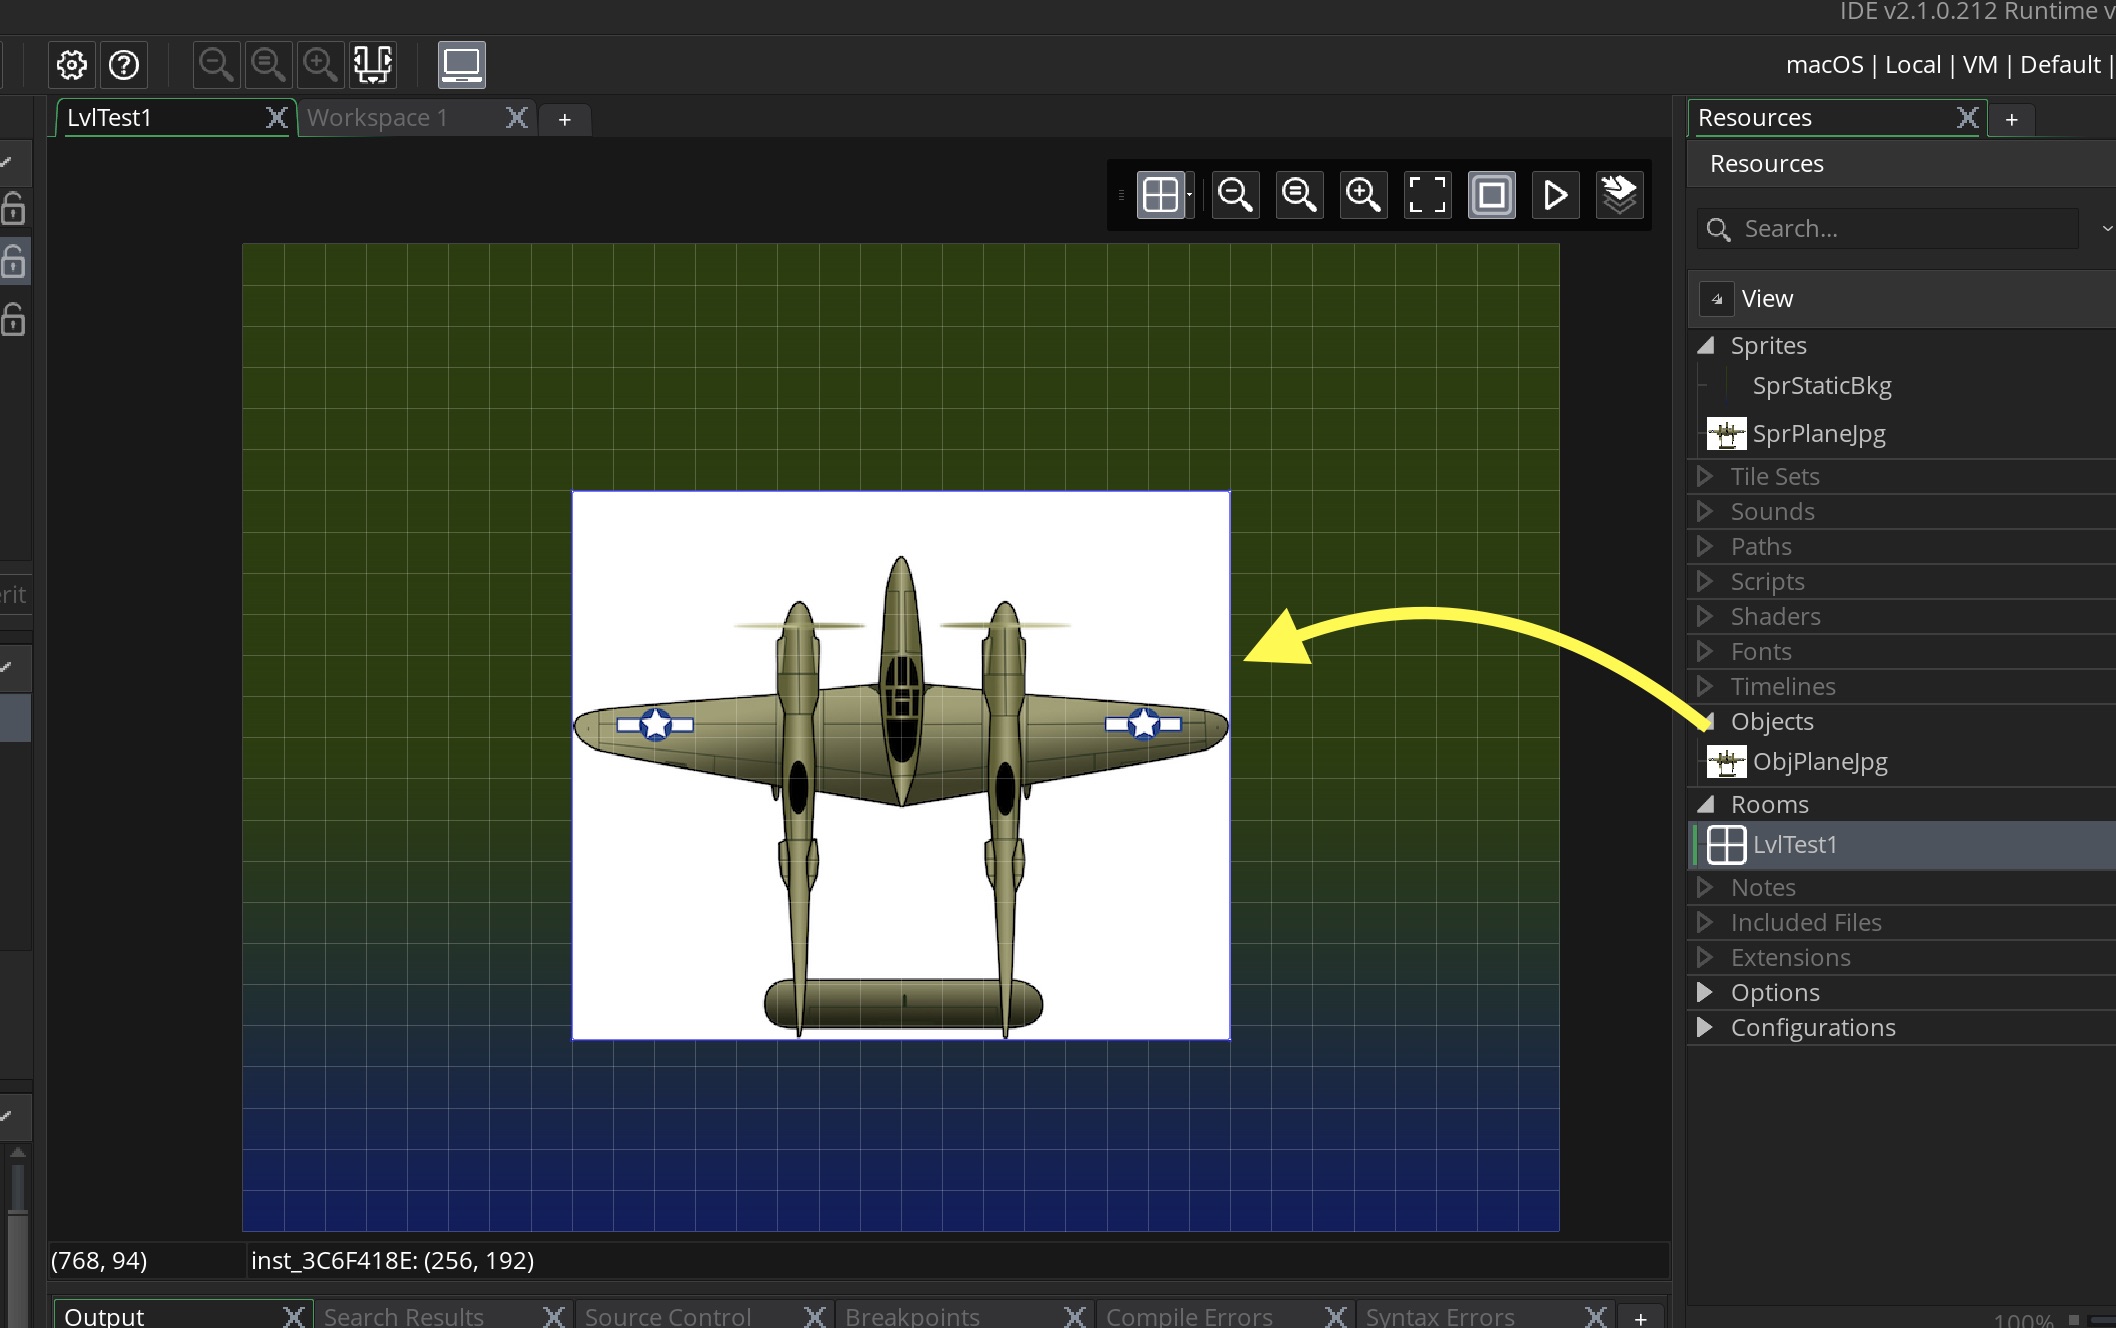 IDE v2.1.0.212 Runtime v
macOS | Local | VM | Default |
LvlTest1
Workspace 1
+
Resources
+
Resources
Search...
View
Sprites
SprStaticBkg
SprPlaneJpg
Tile Sets
Sounds
Paths
Scripts
Shaders
Fonts
Timelines
Objects
ObjPlaneJpg
Rooms
LvlTest1
Notes
Included Files
Extensions
Options
Configurations
erit
(768, 94)
inst_3C6F418E: (256, 192)
Output
Search Results
Source Control
Breakpoints
Compile Errors
Syntax Errors
+
100%